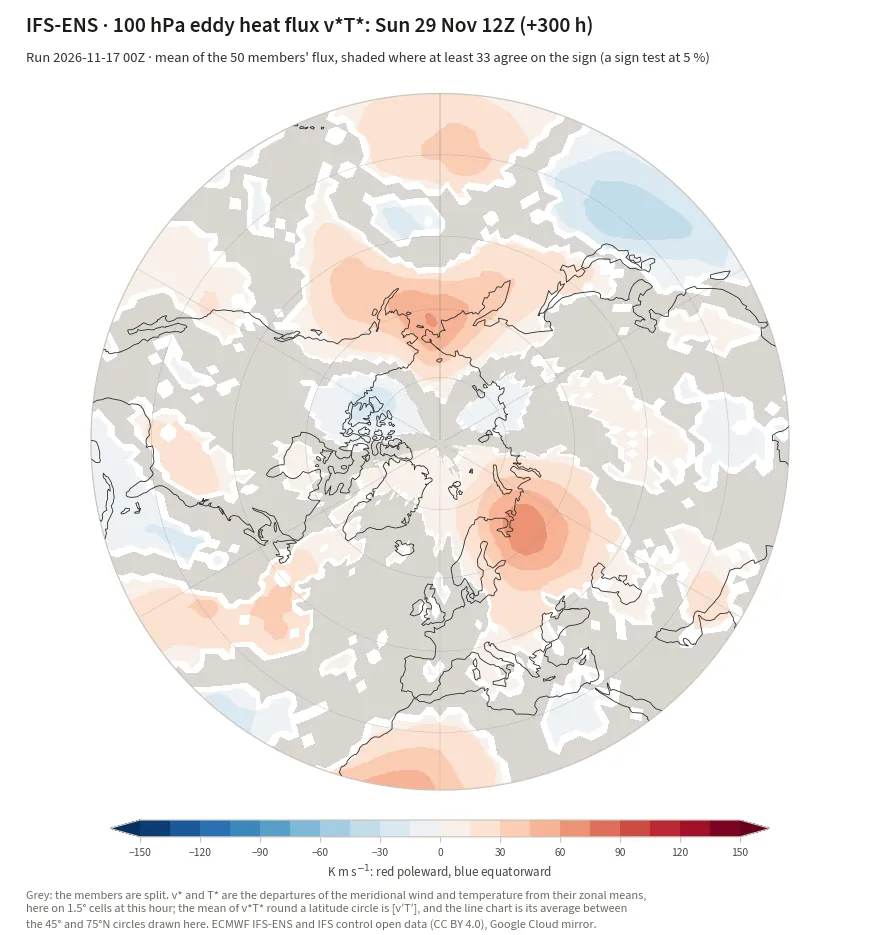 IFS-ENS · 100 hPa eddy heat flux v*T*: Sun 29 Nov 12Z (+300 h)
Run 2026-11-17 00Z · mean of the 50 members' flux, shaded where at least 33 agree on the sign (a sign test at 5 %)
−150 −120 −90 −60 −30 0 30 60 90 120 150
K m s⁻¹: red poleward, blue equatorward
Grey: the members are split. v* and T* are the departures of the meridional wind and temperature from their zonal means,
here on 1.5° cells at this hour; the mean of v*T* round a latitude circle is [v′T′], and the line chart is its average between
the 45° and 75°N circles drawn here. ECMWF IFS-ENS and IFS control open data (CC BY 4.0), Google Cloud mirror.